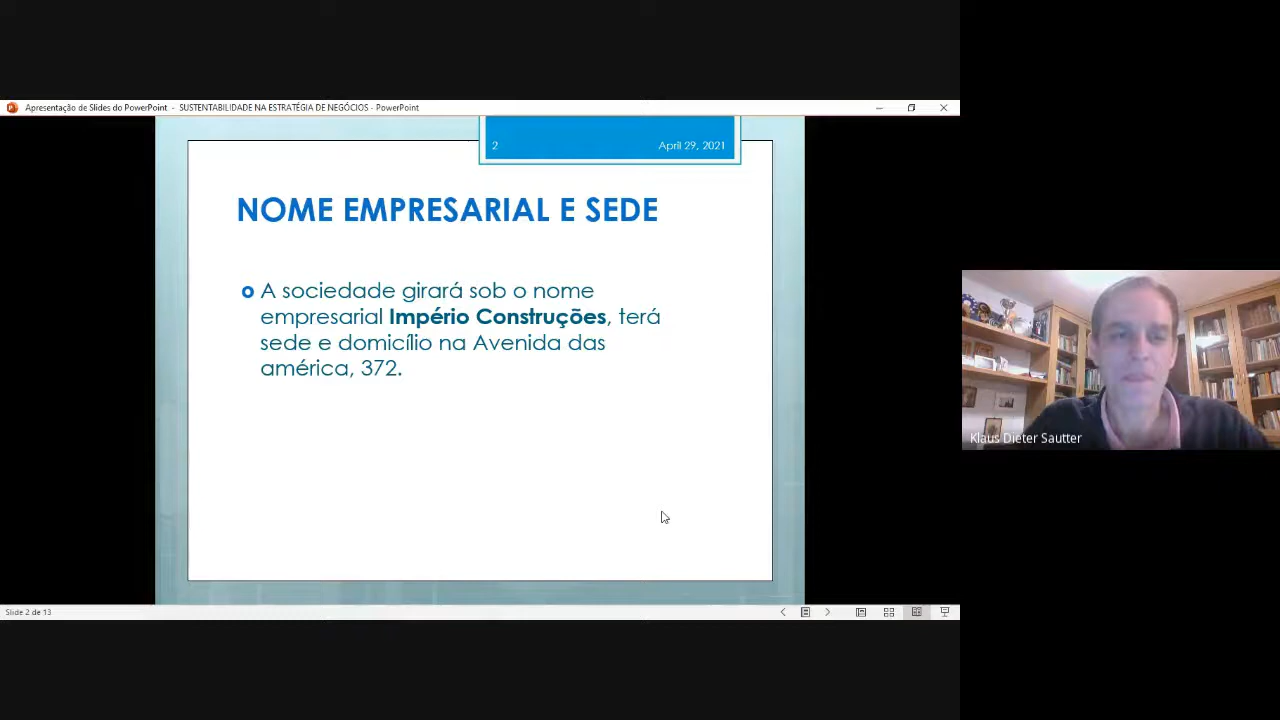 Apresentação de Slides do PowerPoint - SUSTENTABILIDADE NA ESTRATÉGIA DE NEGÓCIOS - PowerPoint
2 April 29, 2021
NOME EMPRESARIAL E SEDE
A sociedade girará sob o nome
empresarial Império Construções, terá
sede e domicílio na Avenida das
américa, 372.
Klaus Dieter Sautter
Slide 2 de 13